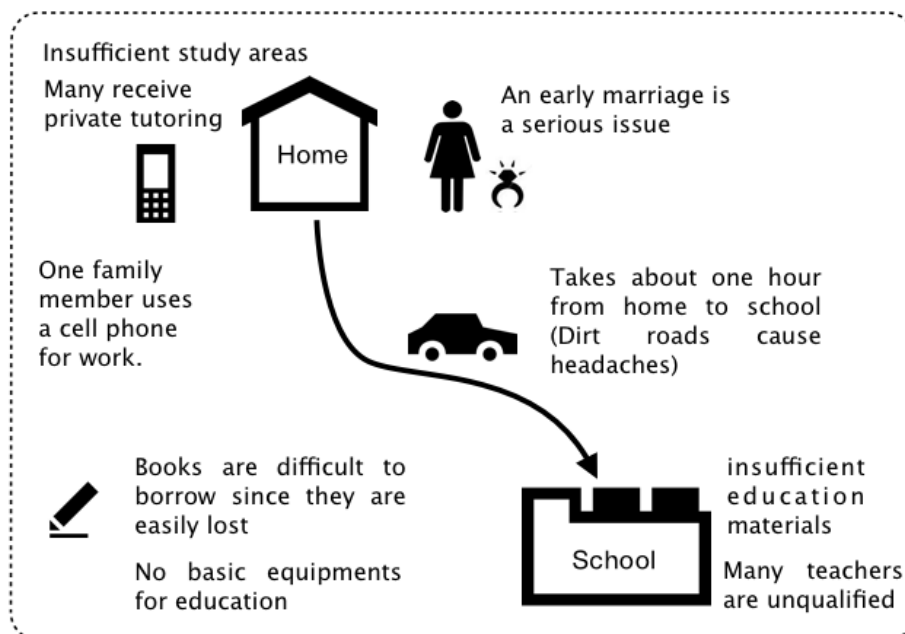 Insufficient study areas
Many receive
private tutoring
Home
An early marriage is
a serious issue
One family
member uses
a cell phone
for work.
Takes about one hour
from home to school
(Dirt roads cause
headaches)
Books are difficult to
borrow since they are
easily lost
No basic equipments
for education
School
insufficient
education
materials
Many teachers
are unqualified